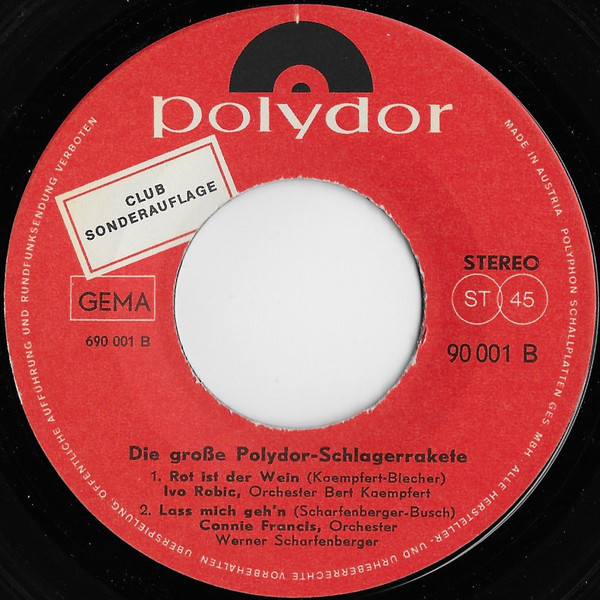 polydor
CLUB
SONDERAUFLAGE
GEMA
690 001 B
STEREO
ST 45
90 001 B
Die große Polydor-Schlagerrakete
1. Rot ist der Wein (Kaempfert-Blecher)
Ivo Robic, Orchester Bert Kaempfert
2. Lass mich geh'n (Scharfenberger-Busch)
Connie Francis, Orchester
Werner Scharfenberger
MADE IN AUSTRIA POLYPHON SCHALLPLATTEN GES MBH ALLE HERSTELLER- UND URHEBERRECHTE VORBEHALTEN ÜBERSPIELUNG, ÖFFENTLICHE AUFFÜHRUNG UND RUNDFUNKSENDUNG VERBOTEN